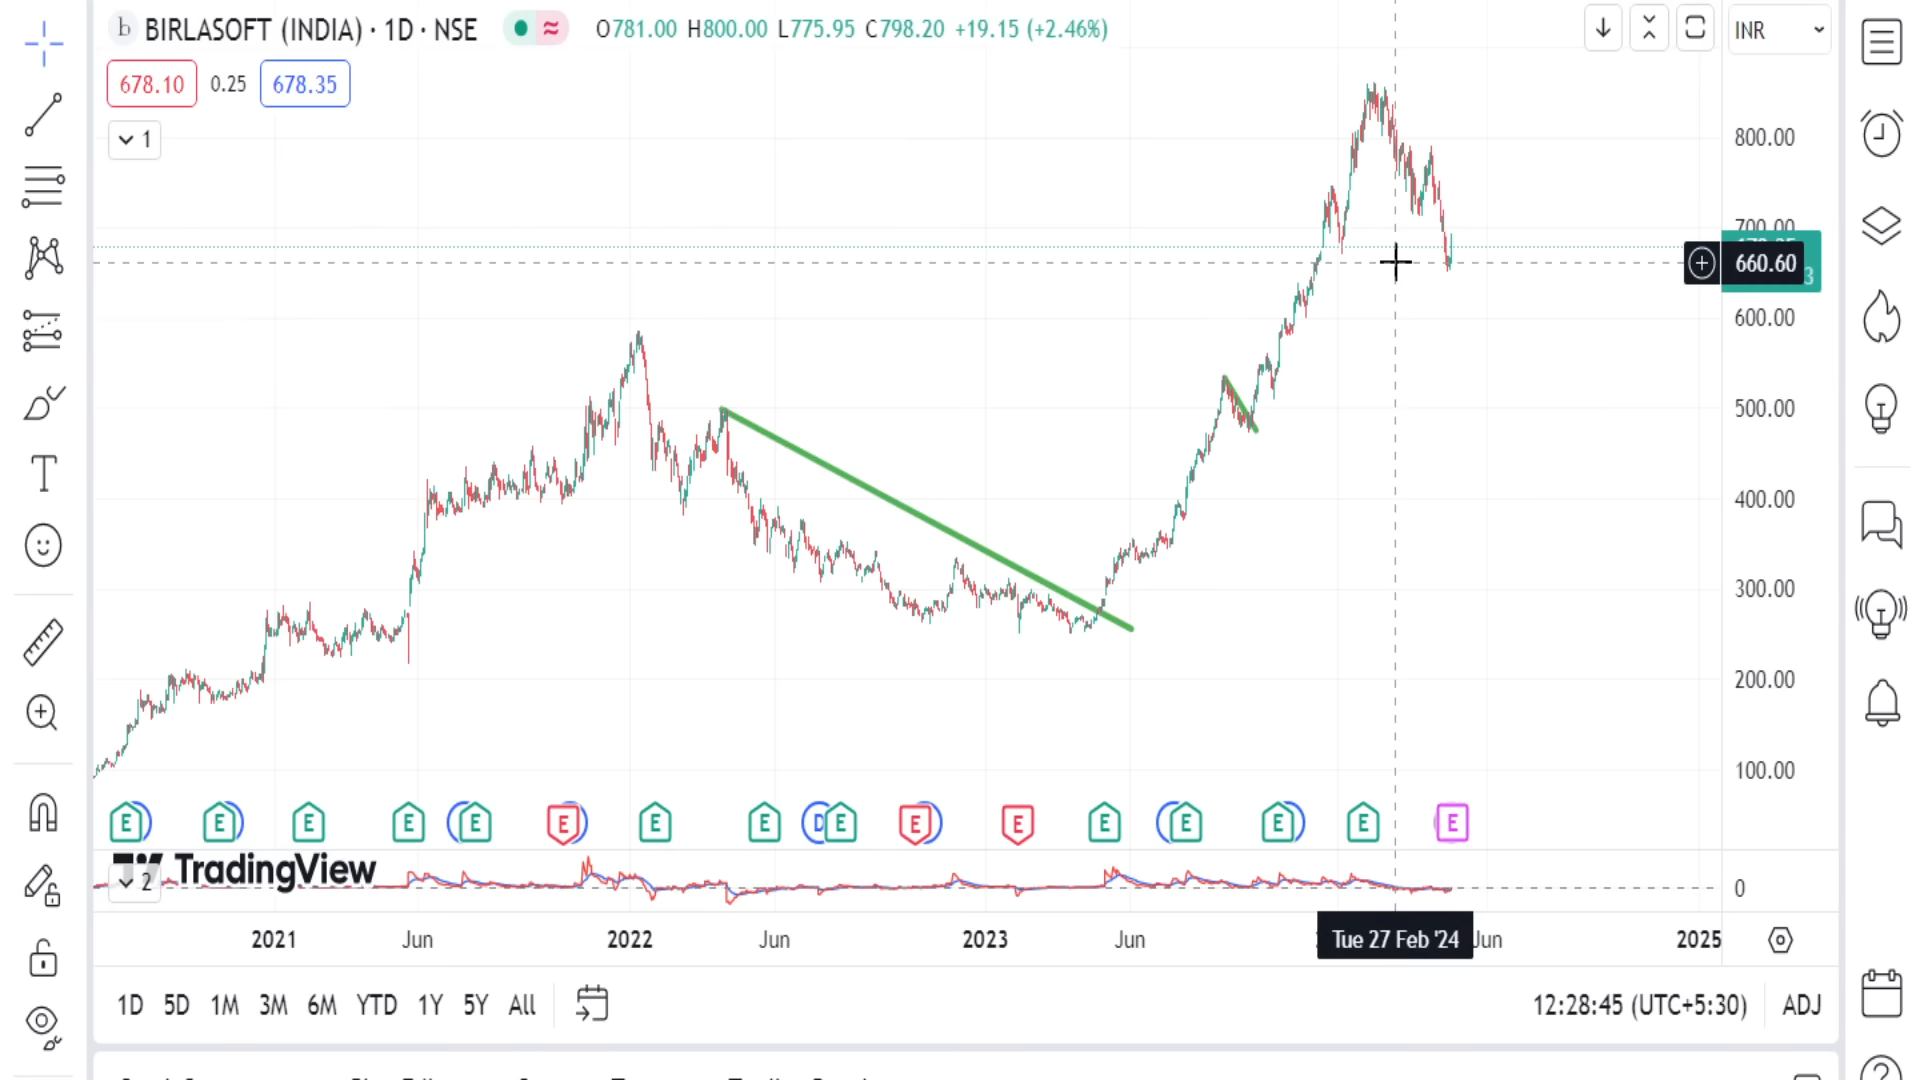 b BIRLASOFT (INDIA) · 1D · NSE O781.00 H800.00 L775.95 C798.20 +19.15 (+2.46%)
INR
678.10 0.25 678.35
1
800.00
700.00
660.60
600.00
500.00
400.00
300.00
200.00
100.00
E E E E E E E E D E E E E E E E
TradingView
2
0
2021 Jun 2022 Jun 2023 Jun Tue 27 Feb '24 Jun 2025
1D 5D 1M 3M 6M YTD 1Y 5Y All
12:28:45 (UTC+5:30) ADJ